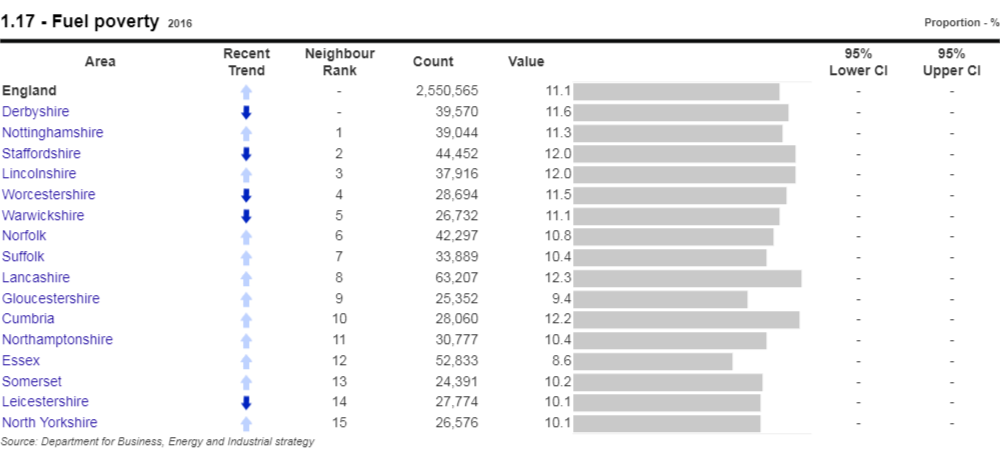 1.17 - Fuel poverty 2016 Proportion - %
Area Recent Trend Neighbour Rank Count Value 95% Lower CI 95% Upper CI
England - 2,550,565 11.1 - -
Derbyshire - 39,570 11.6 - -
Nottinghamshire 1 39,044 11.3 - -
Staffordshire 2 44,452 12.0 - -
Lincolnshire 3 37,916 12.0 - -
Worcestershire 4 28,694 11.5 - -
Warwickshire 5 26,732 11.1 - -
Norfolk 6 42,297 10.8 - -
Suffolk 7 33,889 10.4 - -
Lancashire 8 63,207 12.3 - -
Gloucestershire 9 25,352 9.4 - -
Cumbria 10 28,060 12.2 - -
Northamptonshire 11 30,777 10.4 - -
Essex 12 52,833 8.6 - -
Somerset 13 24,391 10.2 - -
Leicestershire 14 27,774 10.1 - -
North Yorkshire 15 26,576 10.1 - -
Source: Department for Business, Energy and Industrial strategy